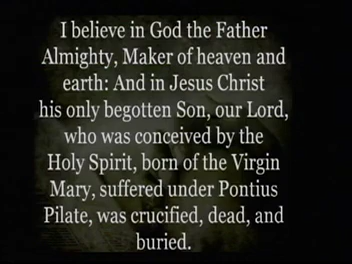 I believe in God the Father
Almighty, Maker of heaven and
earth: And in Jesus Christ
his only begotten Son, our Lord,
who was conceived by the
Holy Spirit, born of the Virgin
Mary, suffered under Pontius
Pilate, was crucified, dead, and
buried.